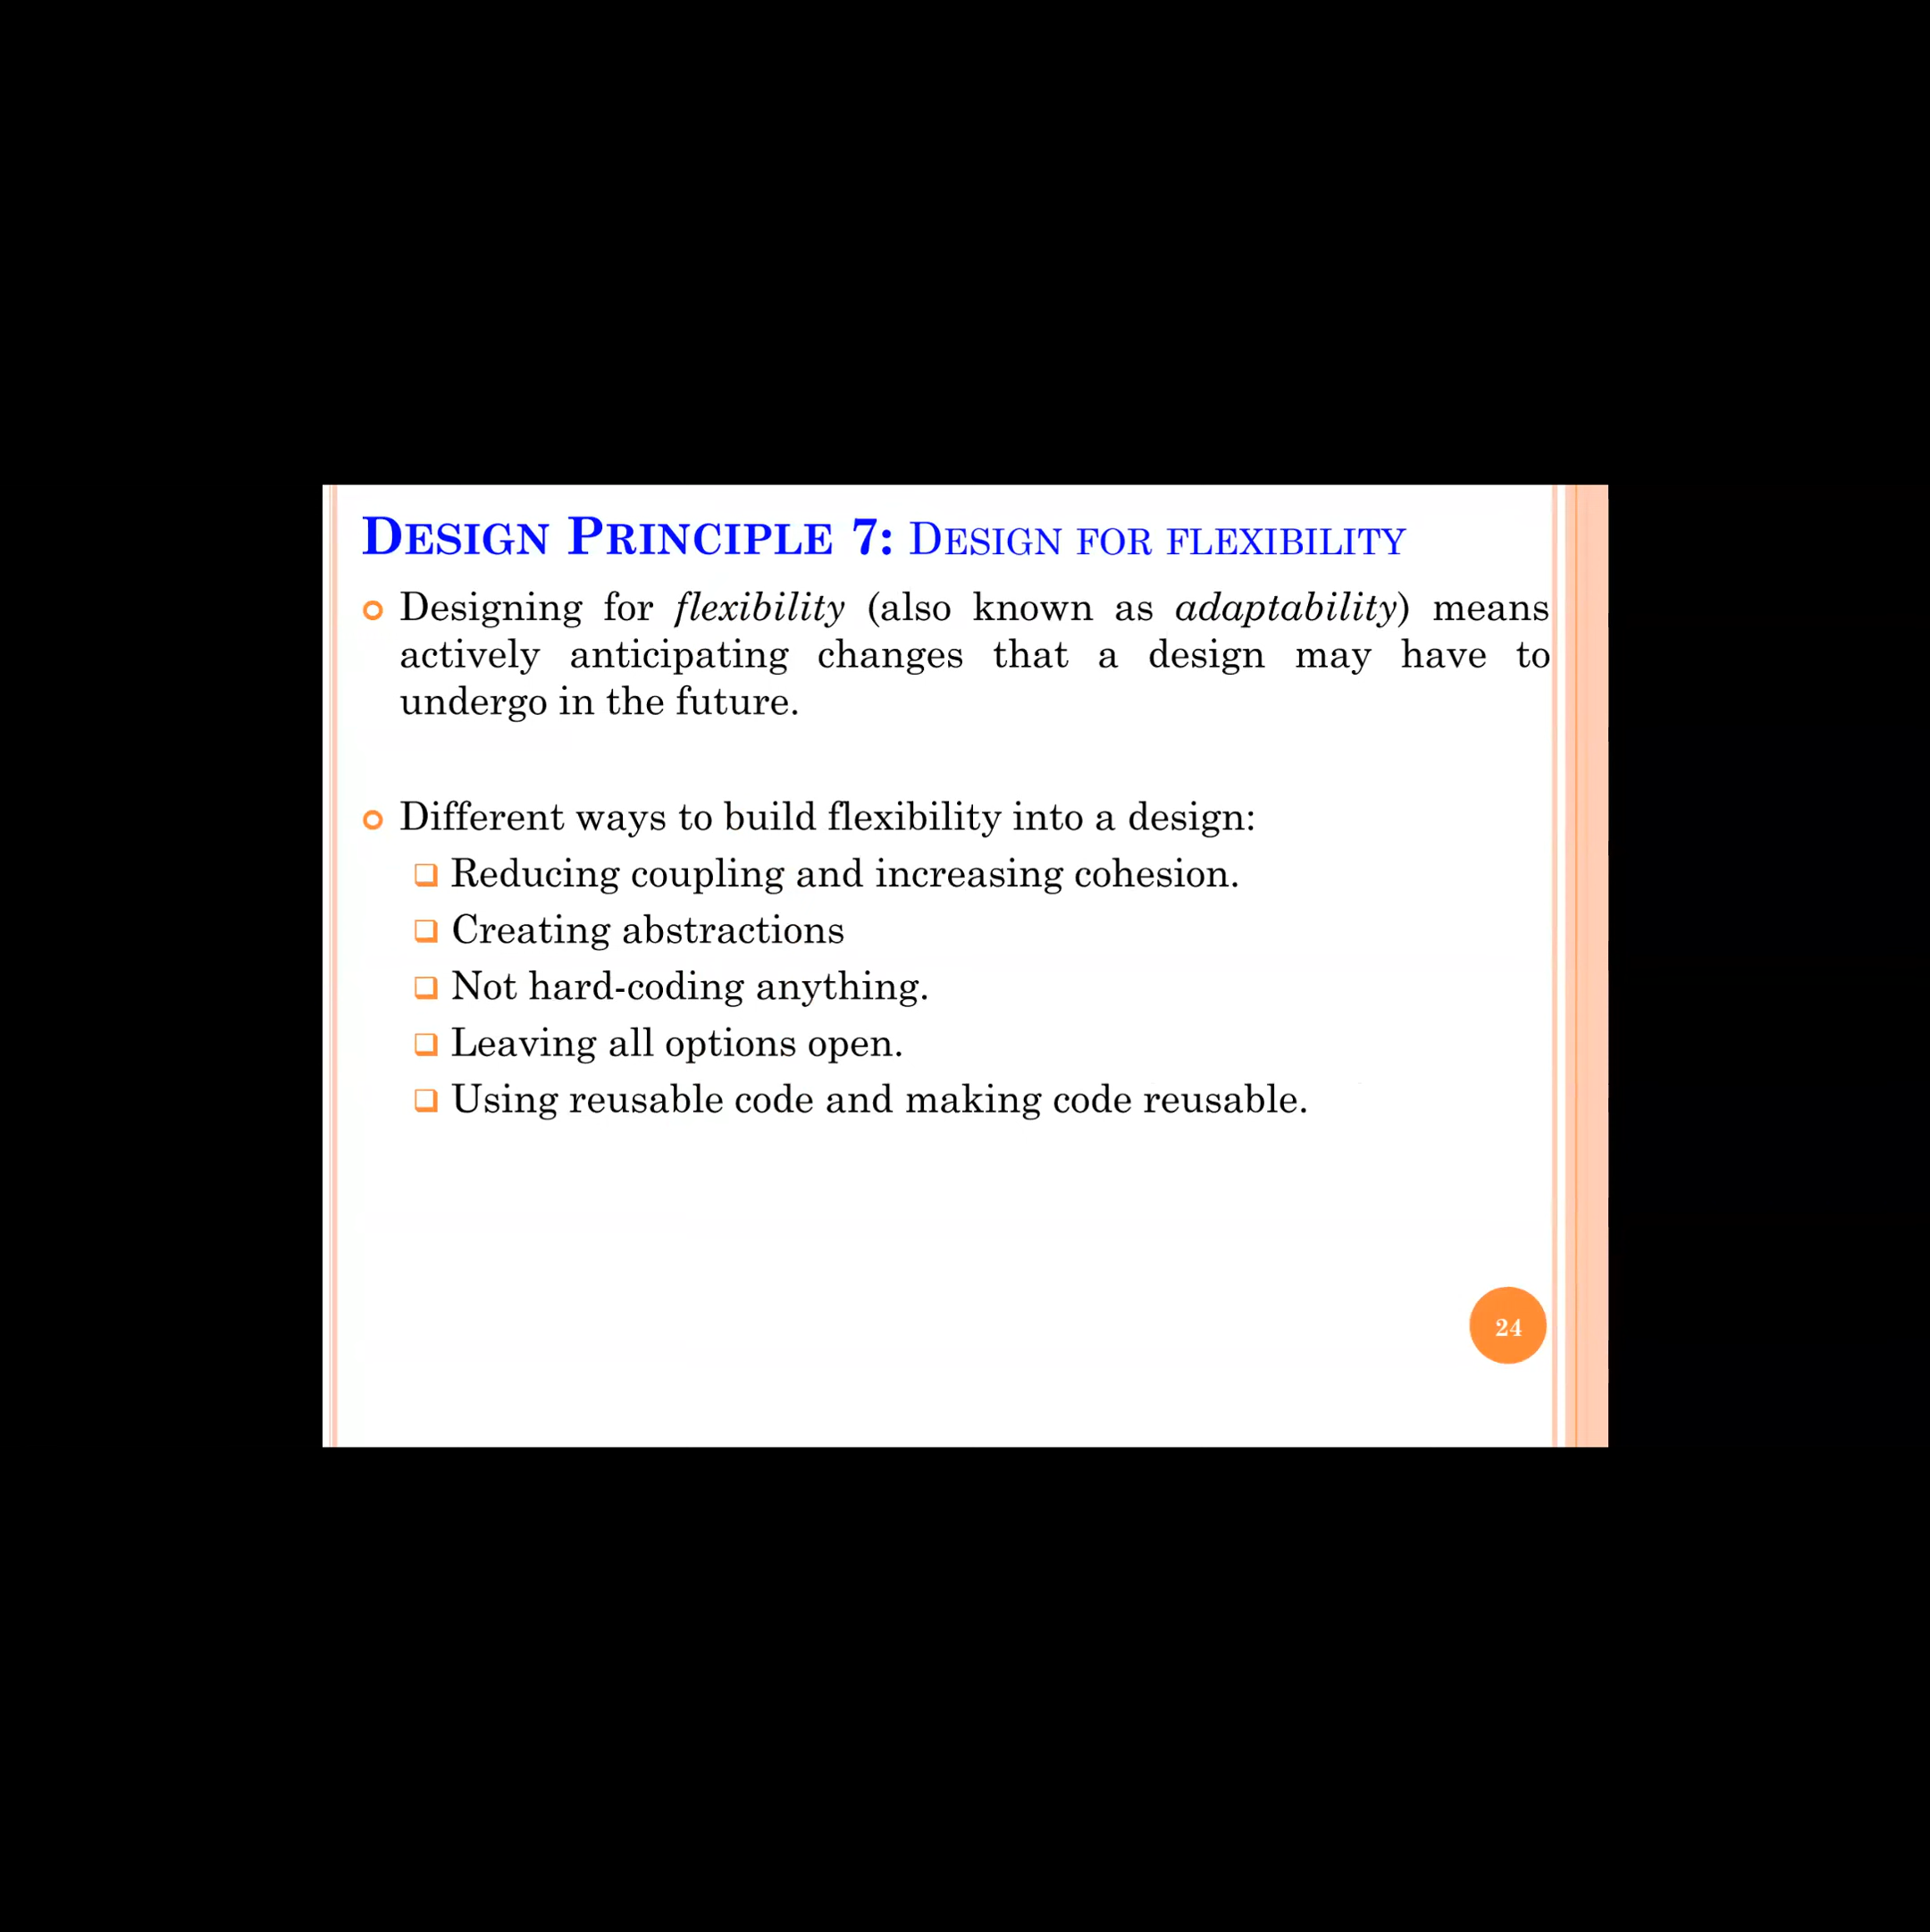 DESIGN PRINCIPLE 7: DESIGN FOR FLEXIBILITY
Designing for flexibility (also known as adaptability) means
actively anticipating changes that a design may have to
undergo in the future.
Different ways to build flexibility into a design:
Reducing coupling and increasing cohesion.
Creating abstractions
Not hard-coding anything.
Leaving all options open.
Using reusable code and making code reusable.
24